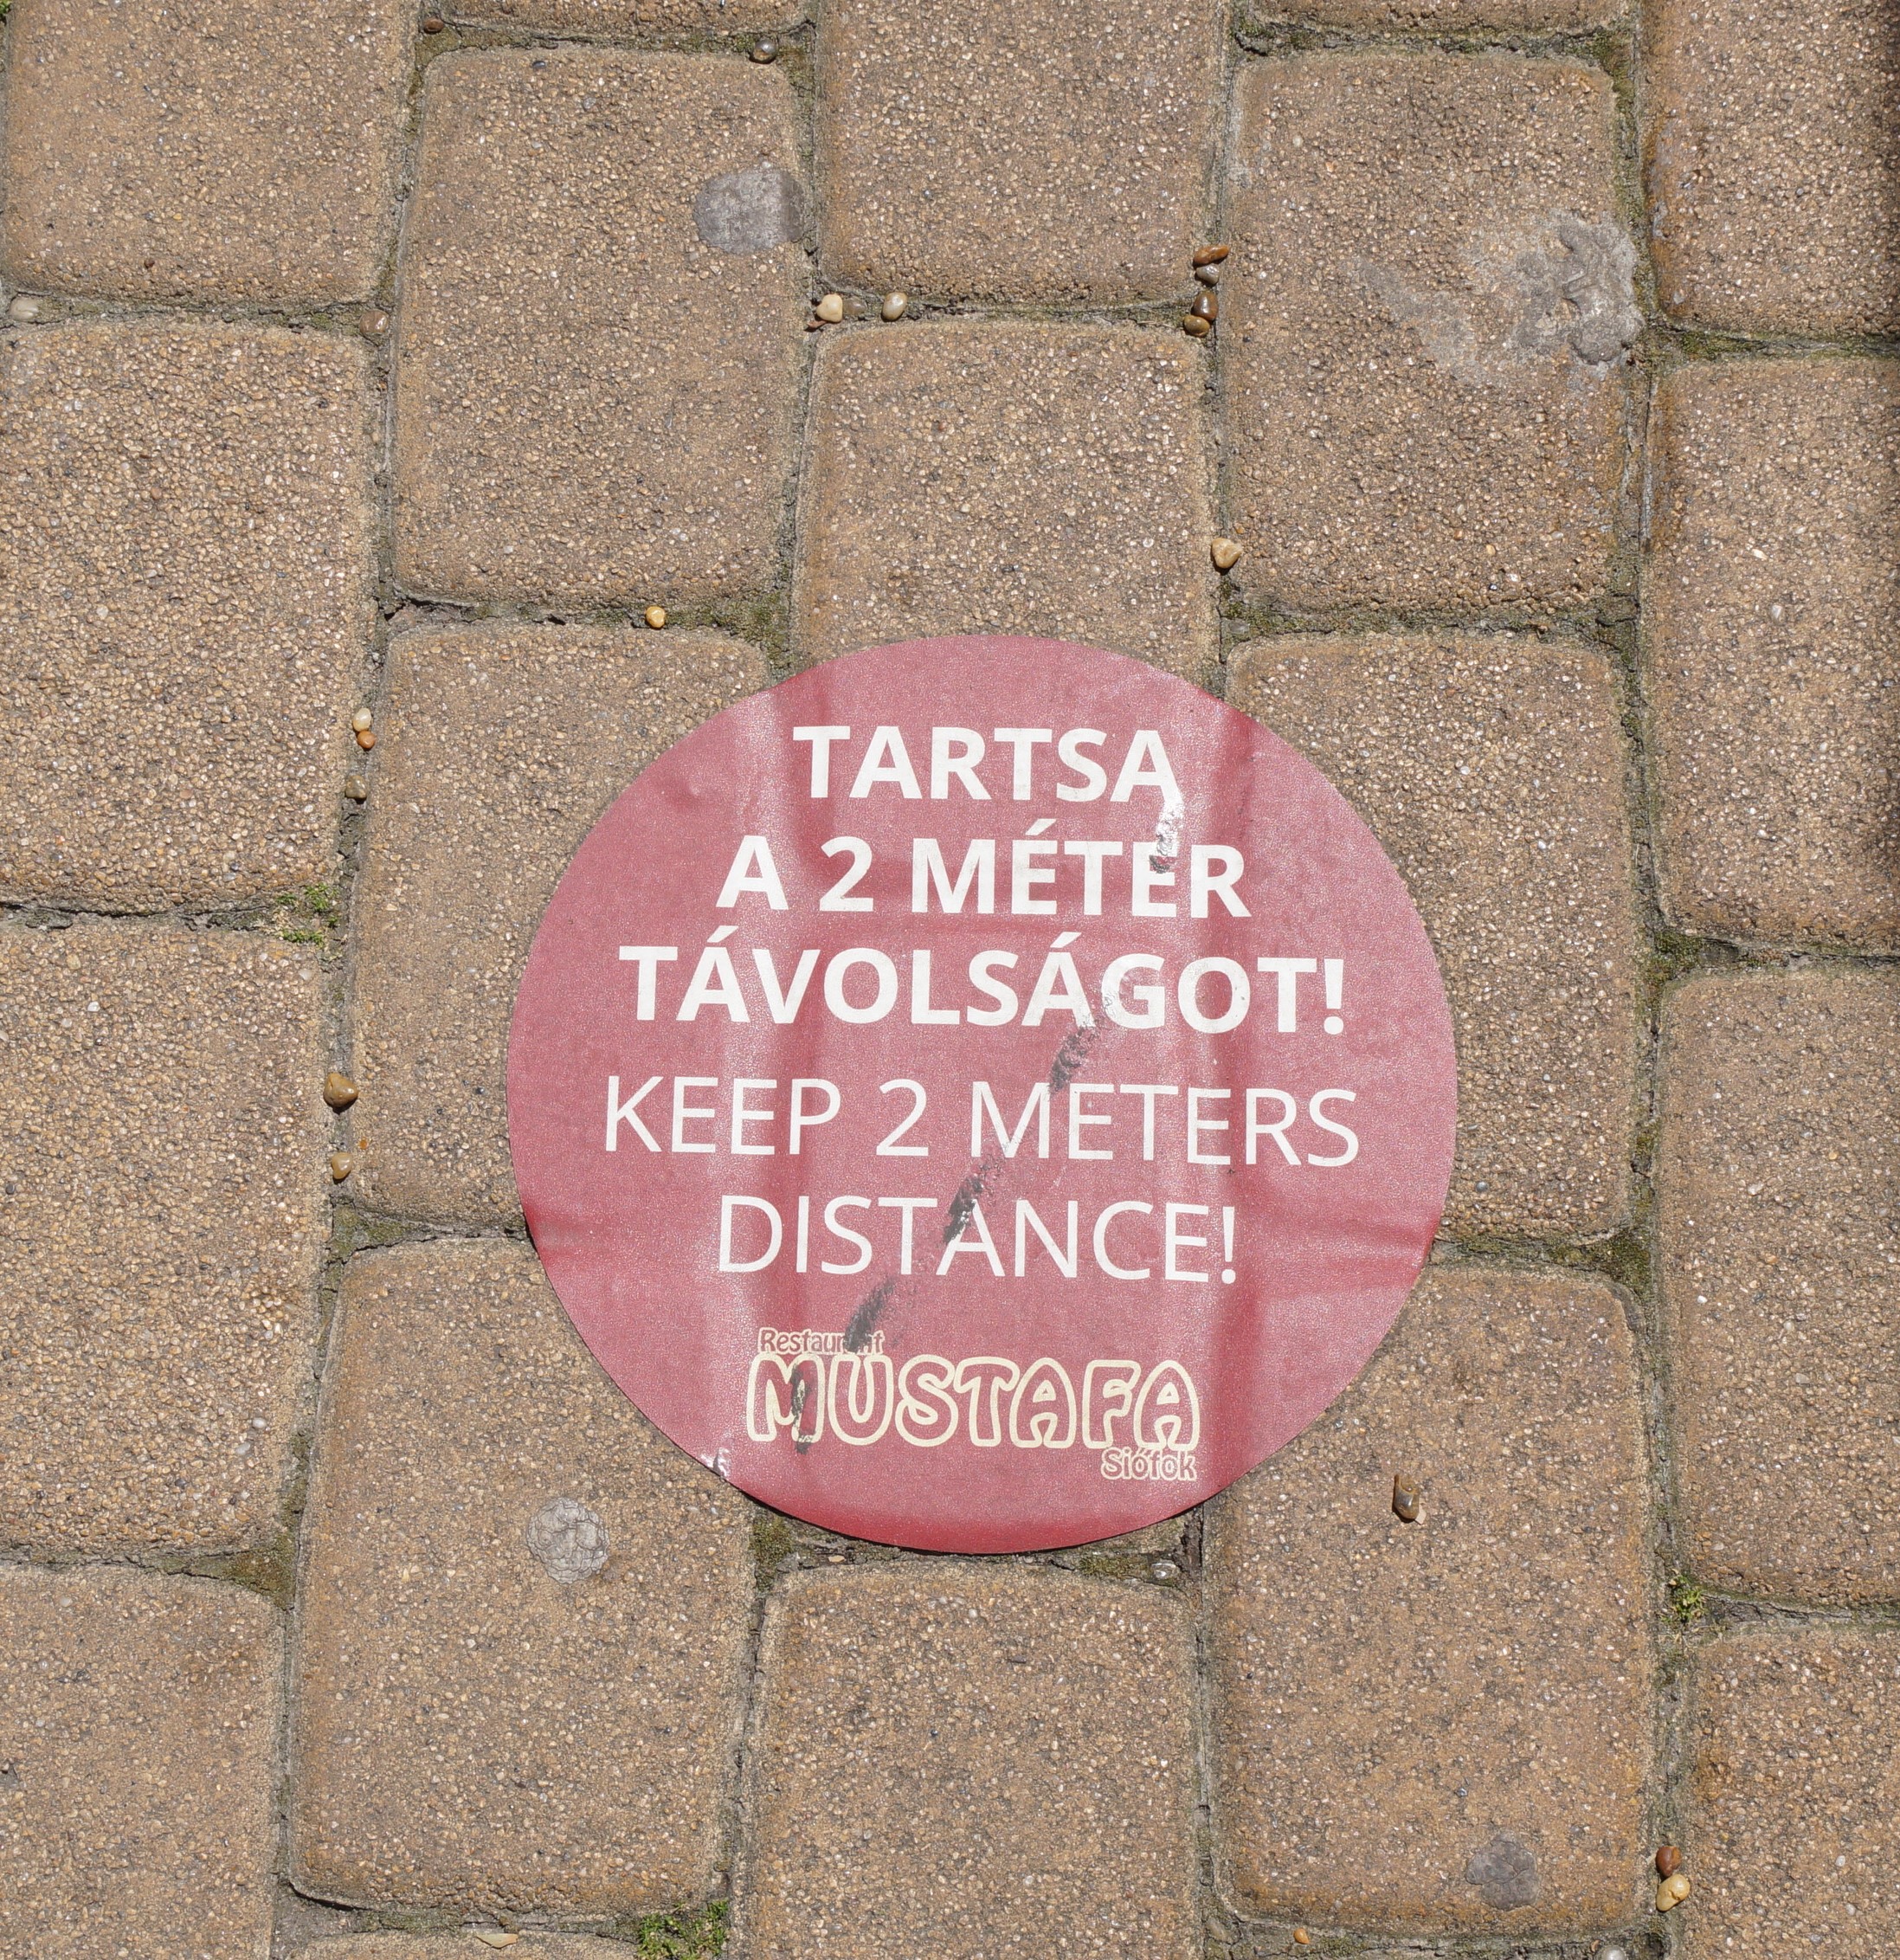 TARTSA
A 2 MÉTER
TÁVOLSÁGOT!
KEEP 2 METERS
DISTANCE!
Restaurant
MUSTAFA
Siófok